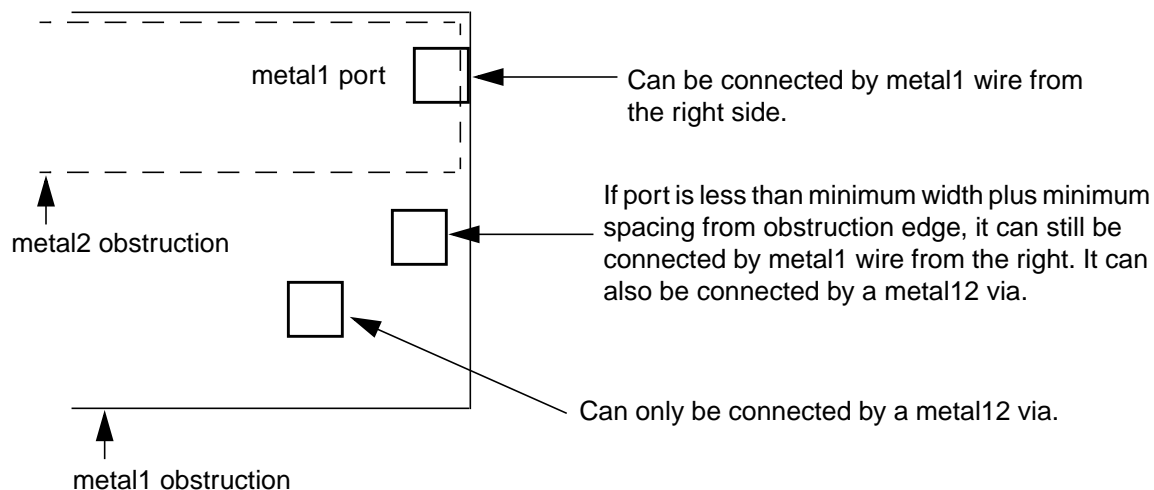 metal1 port
Can be connected by metal1 wire from
the right side.
If port is less than minimum width plus minimum
spacing from obstruction edge, it can still be
connected by metal1 wire from the right. It can
also be connected by a metal12 via.
metal2 obstruction
Can only be connected by a metal12 via.
metal1 obstruction